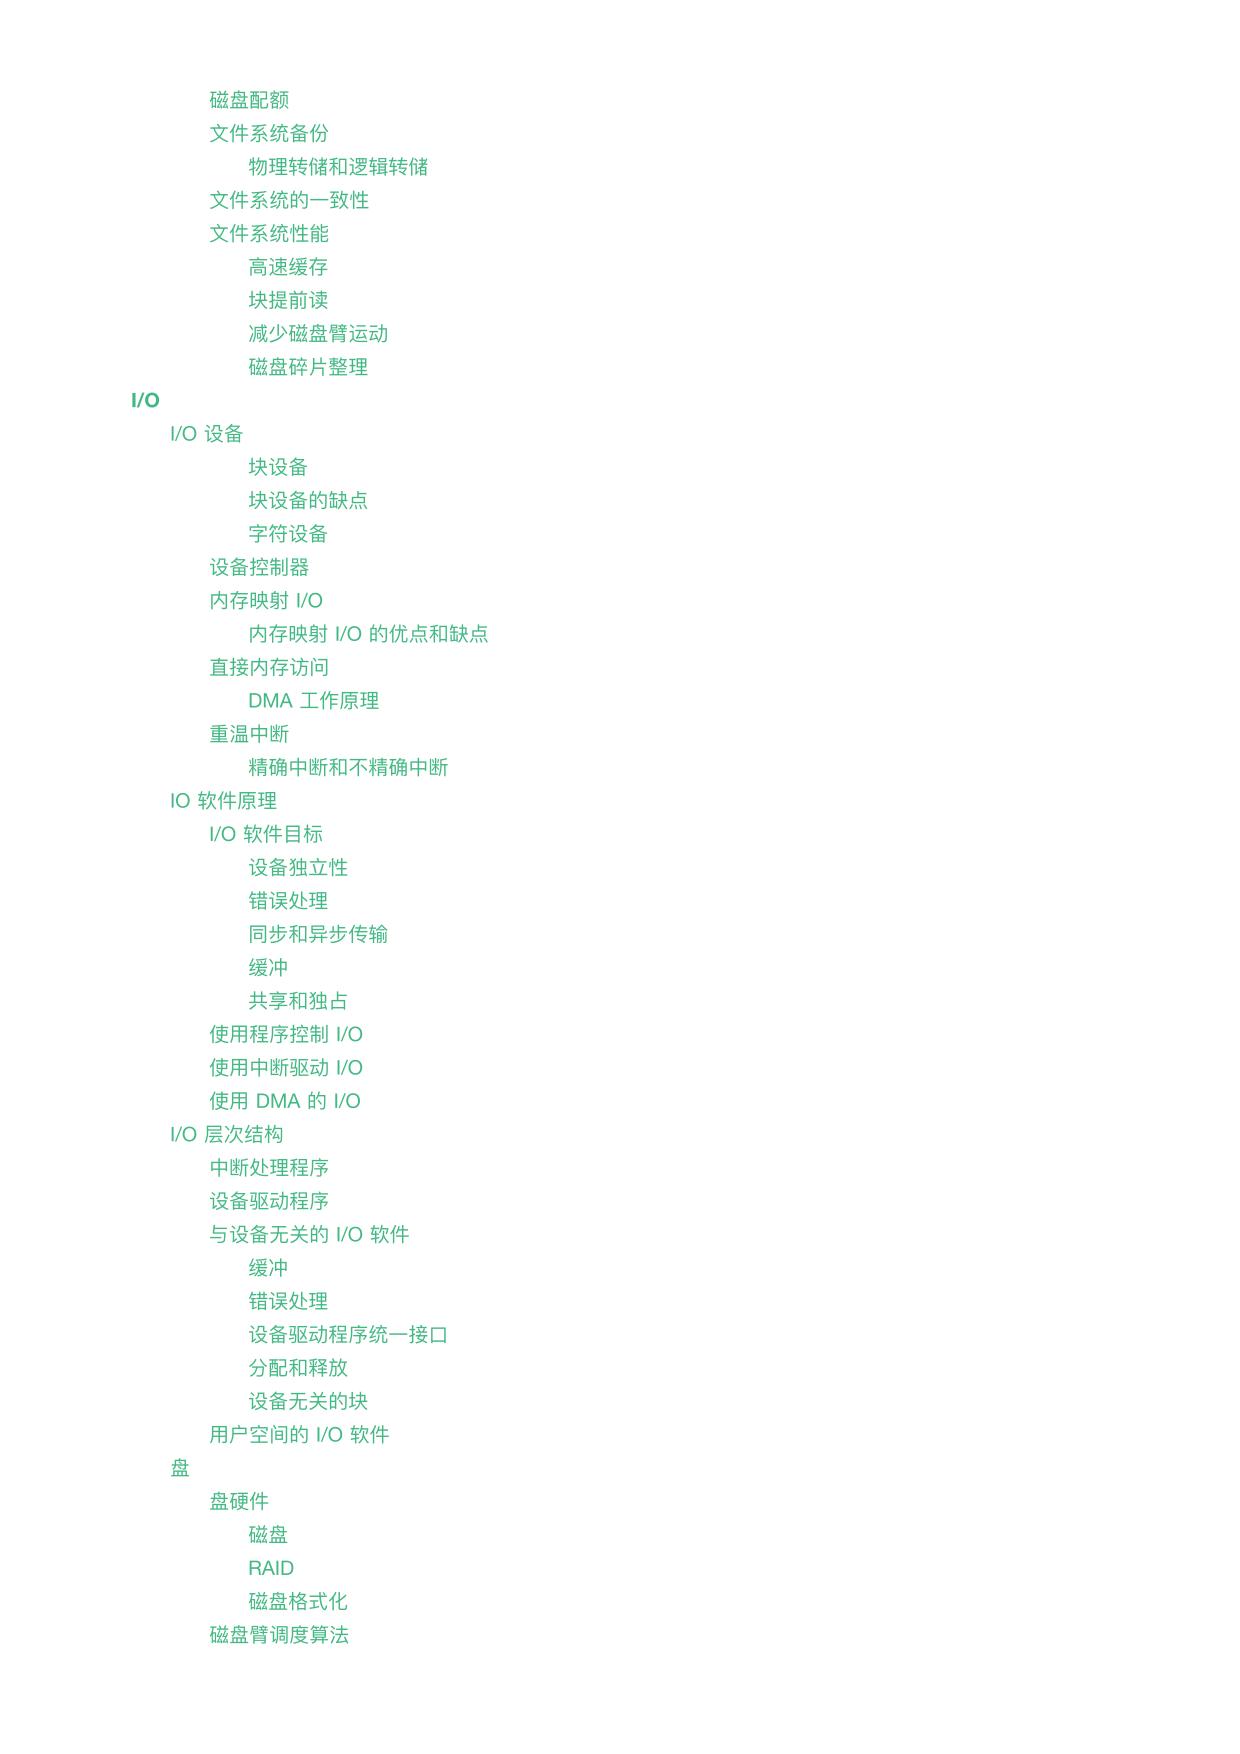 磁盘配额
文件系统备份
物理转储和逻辑转储
文件系统的一致性
文件系统性能
高速缓存
块提前读
减少磁盘臂运动
磁盘碎片整理
I/O
I/O 设备
块设备
块设备的缺点
字符设备
设备控制器
内存映射 I/O
内存映射 I/O 的优点和缺点
直接内存访问
DMA 工作原理
重温中断
精确中断和不精确中断
IO 软件原理
I/O 软件目标
设备独立性
错误处理
同步和异步传输
缓冲
共享和独占
使用程序控制 I/O
使用中断驱动 I/O
使用 DMA 的 I/O
I/O 层次结构
中断处理程序
设备驱动程序
与设备无关的 I/O 软件
缓冲
错误处理
设备驱动程序统一接口
分配和释放
设备无关的块
用户空间的 I/O 软件
盘
盘硬件
磁盘
RAID
磁盘格式化
磁盘臂调度算法